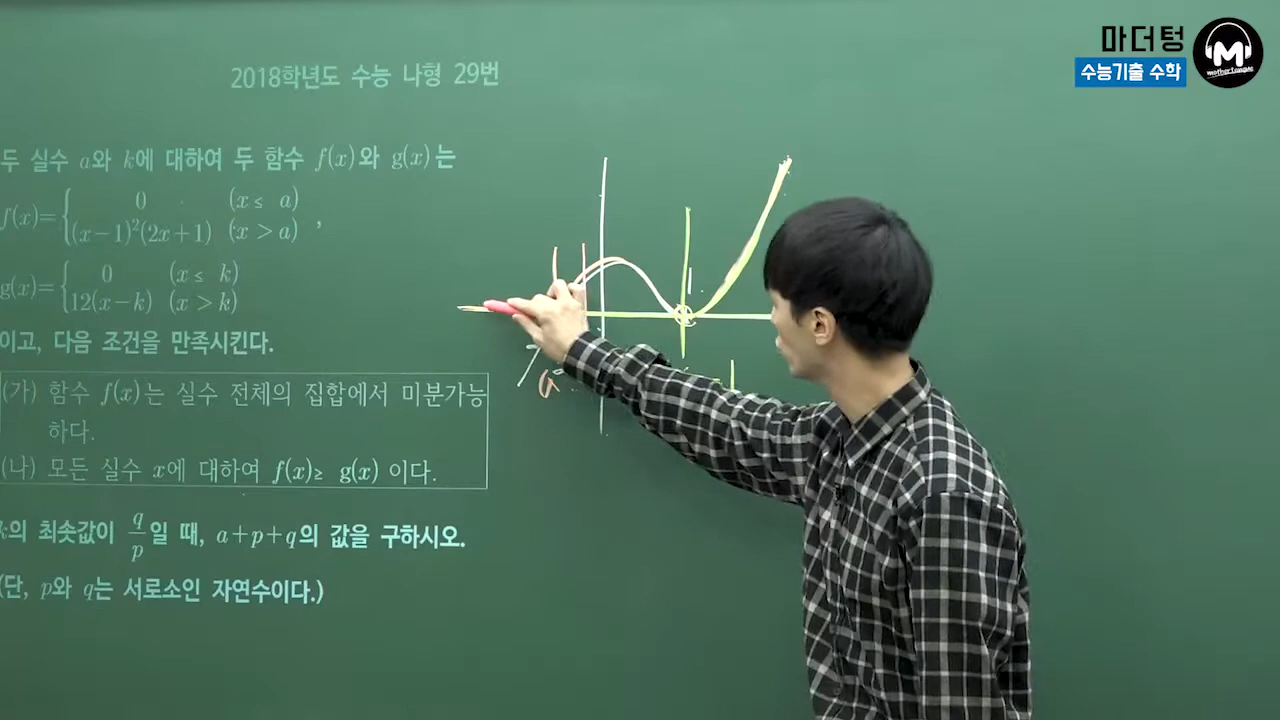 마더텅
수능기출 수학
M
motherTongue
2018학년도 수능 나형 29번
두 실수 a와 k에 대하여 두 함수 f(x)와 g(x)는
f(x)={ 0 (x≤ a)
(x−1)²(2x+1) (x>a) ,
g(x)={ 0 (x≤ k)
12(x−k) (x>k)
이고, 다음 조건을 만족시킨다.
(가) 함수 f(x)는 실수 전체의 집합에서 미분가능
하다.
(나) 모든 실수 x에 대하여 f(x)≥ g(x) 이다.
k의 최솟값이 q/p일 때, a+p+q의 값을 구하시오.
(단, p와 q는 서로소인 자연수이다.)
1
a